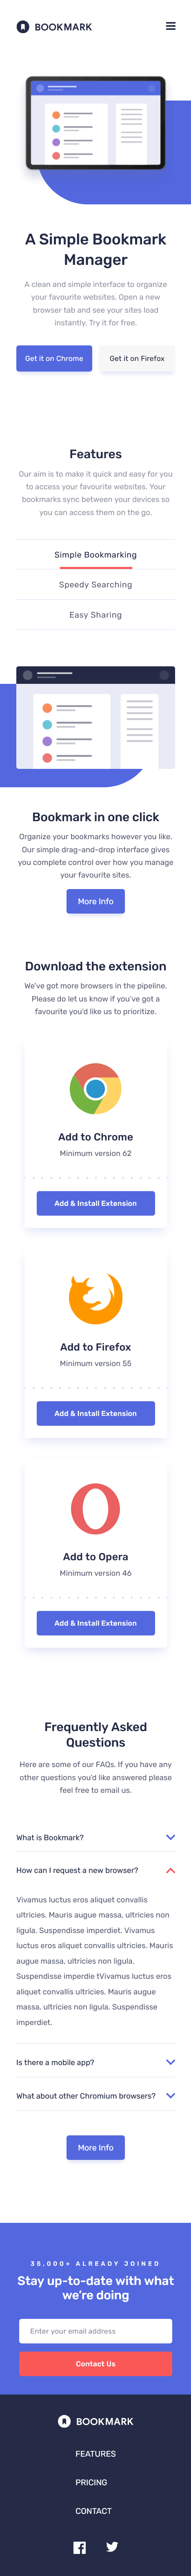 BOOKMARK
A Simple Bookmark
Manager
A clean and simple interface to organize
your favourite websites. Open a new
browser tab and see your sites load
instantly. Try it for free.
Get it on Chrome
Get it on Firefox
Features
Our aim is to make it quick and easy for you
to access your favourite websites. Your
bookmarks sync between your devices so
you can access them on the go.
Simple Bookmarking
Speedy Searching
Easy Sharing
Bookmark in one click
Organize your bookmarks however you like.
Our simple drag-and-drop interface gives
you complete control over how you manage
your favourite sites.
More Info
Download the extension
We've got more browsers in the pipeline.
Please do let us know if you've got a
favourite you'd like us to prioritize.
Add to Chrome
Minimum version 62
Add & Install Extension
Add to Firefox
Minimum version 55
Add & Install Extension
Add to Opera
Minimum version 46
Add & Install Extension
Frequently Asked
Questions
Here are some of our FAQs. If you have any
other questions you'd like answered please
feel free to email us.
What is Bookmark?
How can I request a new browser?
Vivamus luctus eros aliquet convallis
ultricies. Mauris augue massa, ultricies non
ligula. Suspendisse imperdiet. Vivamus
luctus eros aliquet convallis ultricies. Mauris
augue massa, ultricies non ligula.
Suspendisse imperdie tVivamus luctus eros
aliquet convallis ultricies. Mauris augue
massa, ultricies non ligula. Suspendisse
imperdiet.
Is there a mobile app?
What about other Chromium browsers?
More Info
35,000+ ALREADY JOINED
Stay up-to-date with what
we're doing
Enter your email address
Contact Us
BOOKMARK
FEATURES
PRICING
CONTACT